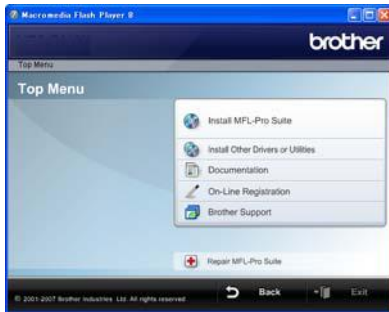 Macromedia Flash Player 8
brother
Top Menu
Top Menu
Install MFL-Pro Suite
Install Other Drivers or Utilities
Documentation
On-Line Registration
Brother Support
Repair MFL-Pro Suite
© 2001-2007 Brother Industries Ltd. All rights reserved
Back
Exit